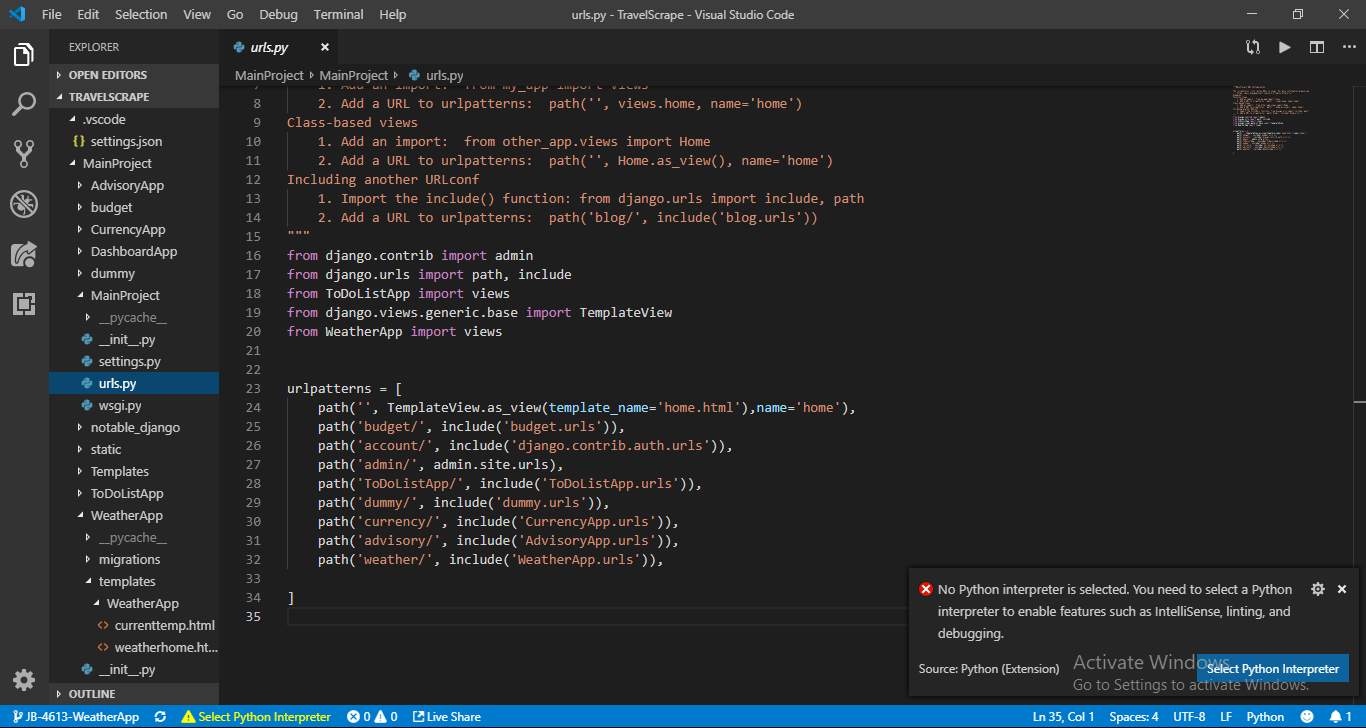 File Edit Selection View Go Debug Terminal Help
urls.py - TravelScrape - Visual Studio Code
EXPLORER
OPEN EDITORS
TRAVELSCRAPE
.vscode
{} settings.json
MainProject
AdvisoryApp
budget
CurrencyApp
DashboardApp
dummy
MainProject
__pycache__
__init__.py
settings.py
urls.py
wsgi.py
notable_django
static
Templates
ToDoListApp
WeatherApp
__pycache__
migrations
templates
WeatherApp
<> currenttemp.html
<> weatherhome.ht...
__init__.py
OUTLINE
urls.py
MainProject MainProject urls.py
7 1. Add an import: from my_app import views
8 2. Add a URL to urlpatterns: path('', views.home, name='home')
9 Class-based views
10 1. Add an import: from other_app.views import Home
11 2. Add a URL to urlpatterns: path('', Home.as_view(), name='home')
12 Including another URLconf
13 1. Import the include() function: from django.urls import include, path
14 2. Add a URL to urlpatterns: path('blog/', include('blog.urls'))
15 """
16 from django.contrib import admin
17 from django.urls import path, include
18 from ToDoListApp import views
19 from django.views.generic.base import TemplateView
20 from WeatherApp import views
21
22
23 urlpatterns = [
24 path('', TemplateView.as_view(template_name='home.html'),name='home'),
25 path('budget/', include('budget.urls')),
26 path('account/', include('django.contrib.auth.urls')),
27 path('admin/', admin.site.urls),
28 path('ToDoListApp/', include('ToDoListApp.urls')),
29 path('dummy/', include('dummy.urls')),
30 path('currency/', include('CurrencyApp.urls')),
31 path('advisory/', include('AdvisoryApp.urls')),
32 path('weather/', include('WeatherApp.urls')),
33
34 ]
35
No Python interpreter is selected. You need to select a Python
interpreter to enable features such as IntelliSense, linting, and
debugging.
Source: Python (Extension)
Select Python Interpreter
Activate Windows
Go to Settings to activate Windows.
JB-4613-WeatherApp Select Python Interpreter 0 0 Live Share Ln 35, Col 1 Spaces: 4 UTF-8 LF Python 1